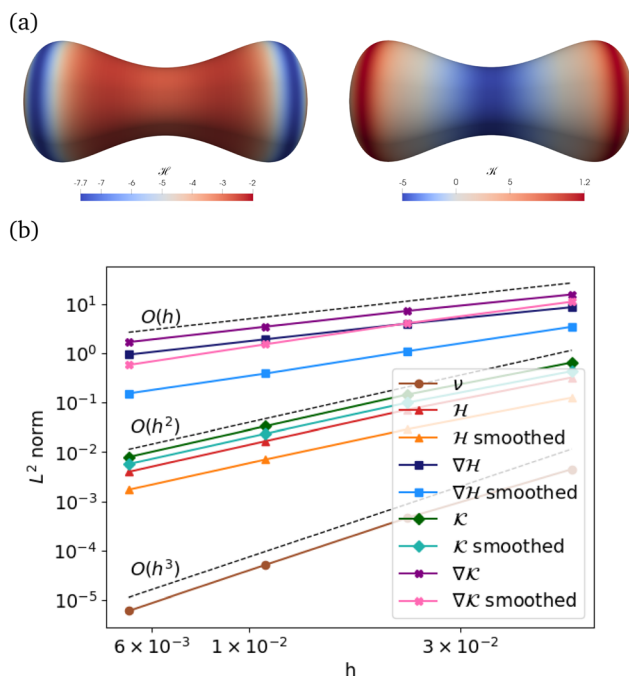 (a)
ℋ
-7.7 -7 -6 -5 -4 -3 -2
𝒦
-5 0 5 1.2
(b)
10¹
10⁰
10⁻¹
10⁻²
10⁻³
10⁻⁴
10⁻⁵
L² norm
O(h)
O(h²)
O(h³)
ν
ℋ
ℋ smoothed
∇ℋ
∇ℋ smoothed
𝒦
𝒦 smoothed
∇𝒦
∇𝒦 smoothed
6 × 10⁻³ 1 × 10⁻² 3 × 10⁻²
h